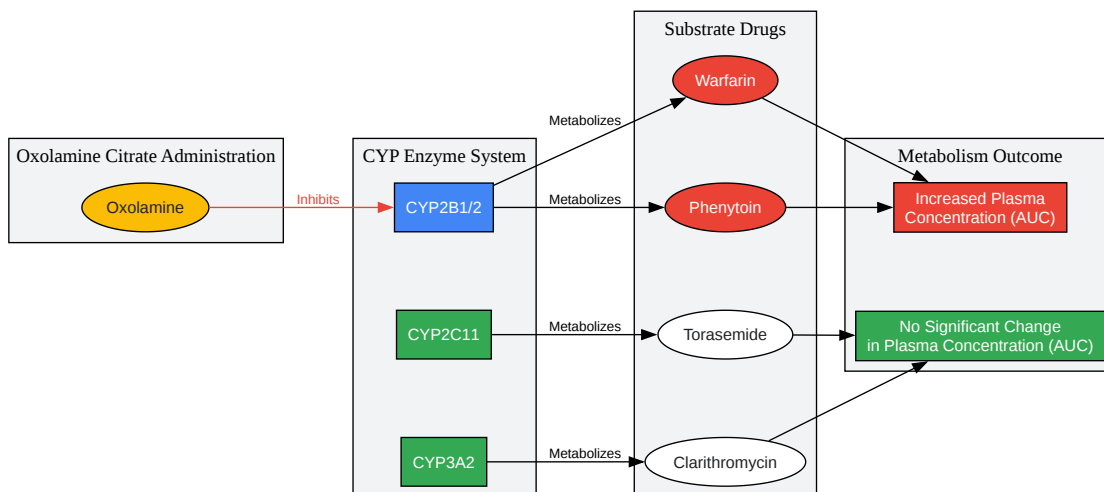 Substrate Drugs
Warfarin
Metabolizes
Oxolamine Citrate Administration
CYP Enzyme System
Metabolism Outcome
Oxolamine
Inhibits
CYP2B1/2
Metabolizes
Phenytoin
Increased Plasma
Concentration (AUC)
CYP2C11
Metabolizes
Torasemide
No Significant Change
in Plasma Concentration (AUC)
CYP3A2
Metabolizes
Clarithromycin